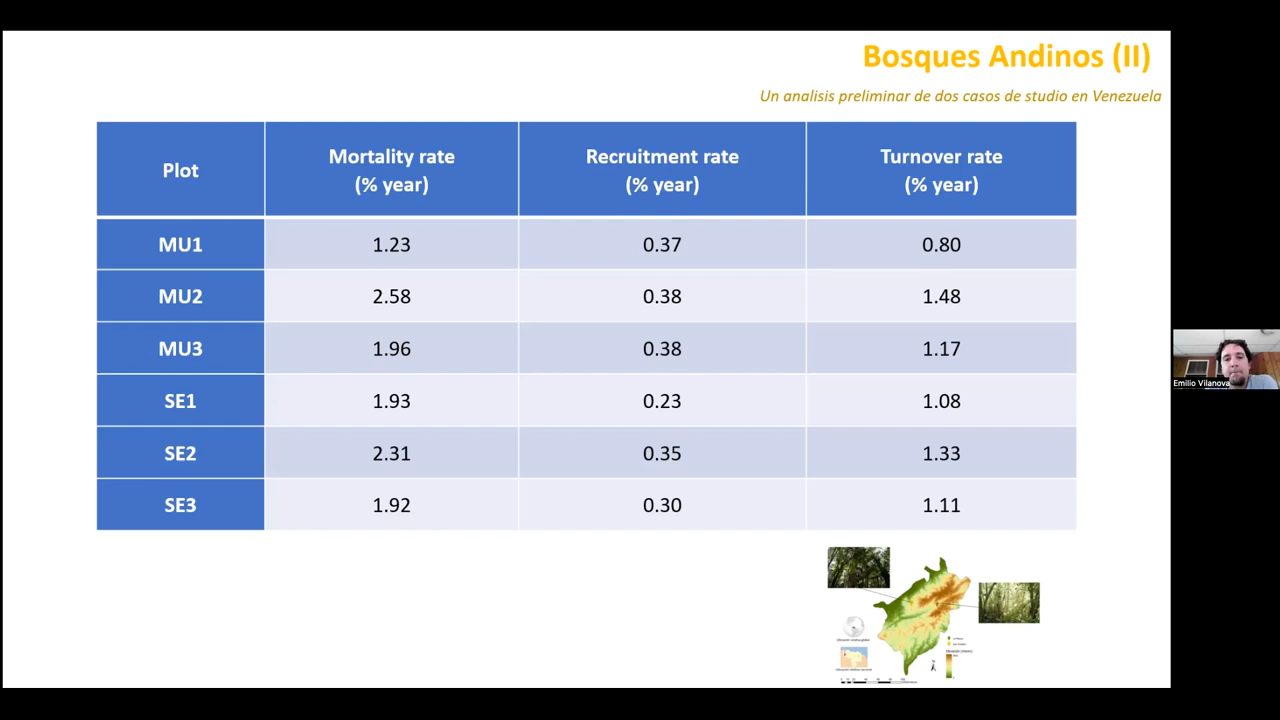 Bosques Andinos (II)
Un analisis preliminar de dos casos de studio en Venezuela
Plot Mortality rate (% year) Recruitment rate (% year) Turnover rate (% year)
MU1 1.23 0.37 0.80
MU2 2.58 0.38 1.48
MU3 1.96 0.38 1.17
SE1 1.93 0.23 1.08
SE2 2.31 0.35 1.33
SE3 1.92 0.30 1.11
Emilio Vilanova